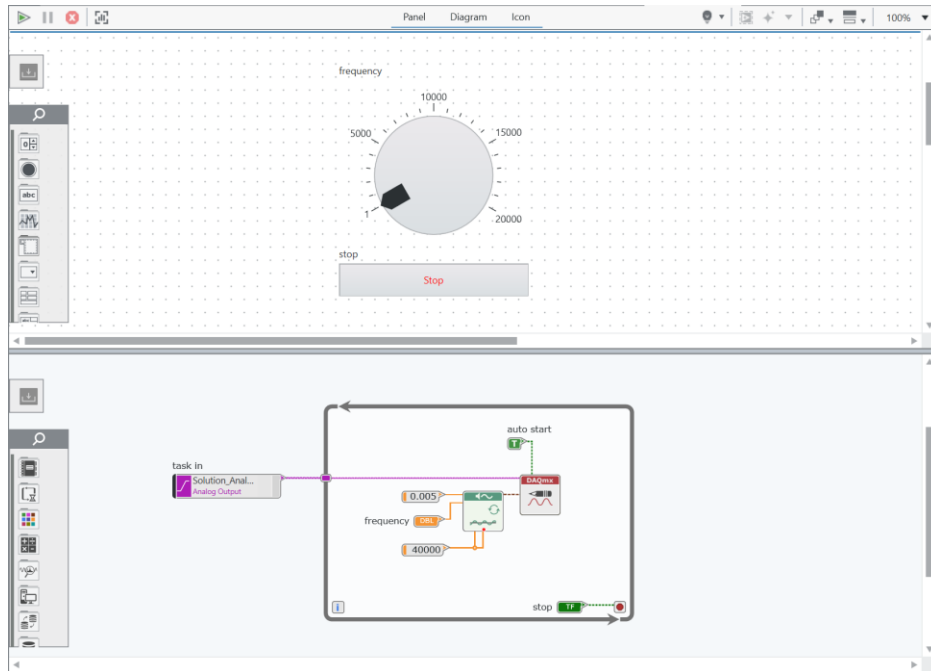 Panel Diagram Icon 100%
frequency
10000
5000 15000
1 20000
stop
Stop
abc
auto start
T
task in
Solution_Anal...
Analog Output
DAQmx
0.005
frequency DBL
40000
i
stop TF